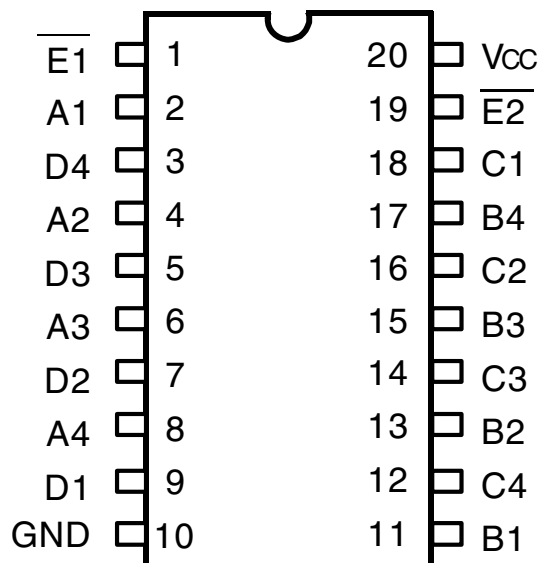 E1 1 20 VCC
A1 2 19 E2
D4 3 18 C1
A2 4 17 B4
D3 5 16 C2
A3 6 15 B3
D2 7 14 C3
A4 8 13 B2
D1 9 12 C4
GND 10 11 B1